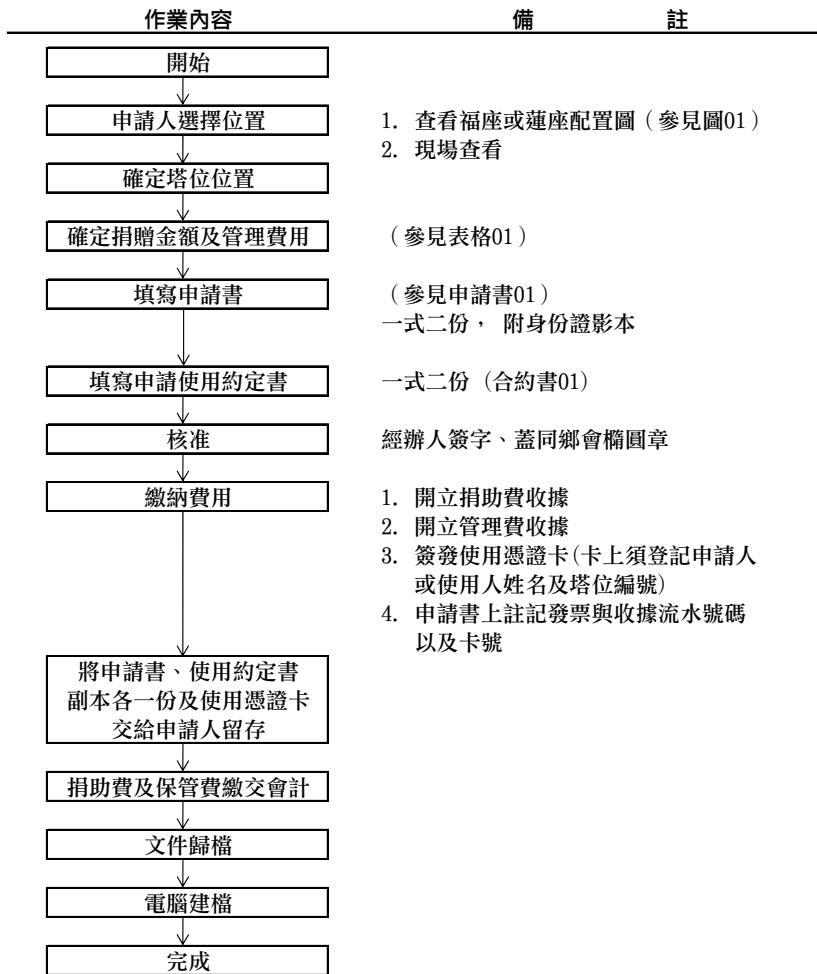 作業內容 備 註
開始
申請人選擇位置 1. 查看福座或蓮座配置圖（參見圖01）
2. 現場查看
確定塔位位置
確定捐贈金額及管理費用 （參見表格01）
填寫申請書 （參見申請書01）
一式二份， 附身份證影本
填寫申請使用約定書 一式二份 (合約書01)
核准 經辦人簽字、蓋同鄉會橢圓章
繳納費用 1. 開立捐助費收據
2. 開立管理費收據
3. 簽發使用憑證卡(卡上須登記申請人
或使用人姓名及塔位編號)
4. 申請書上註記發票與收據流水號碼
以及卡號
將申請書、使用約定書
副本各一份及使用憑證卡
交給申請人留存
捐助費及保管費繳交會計
文件歸檔
電腦建檔
完成